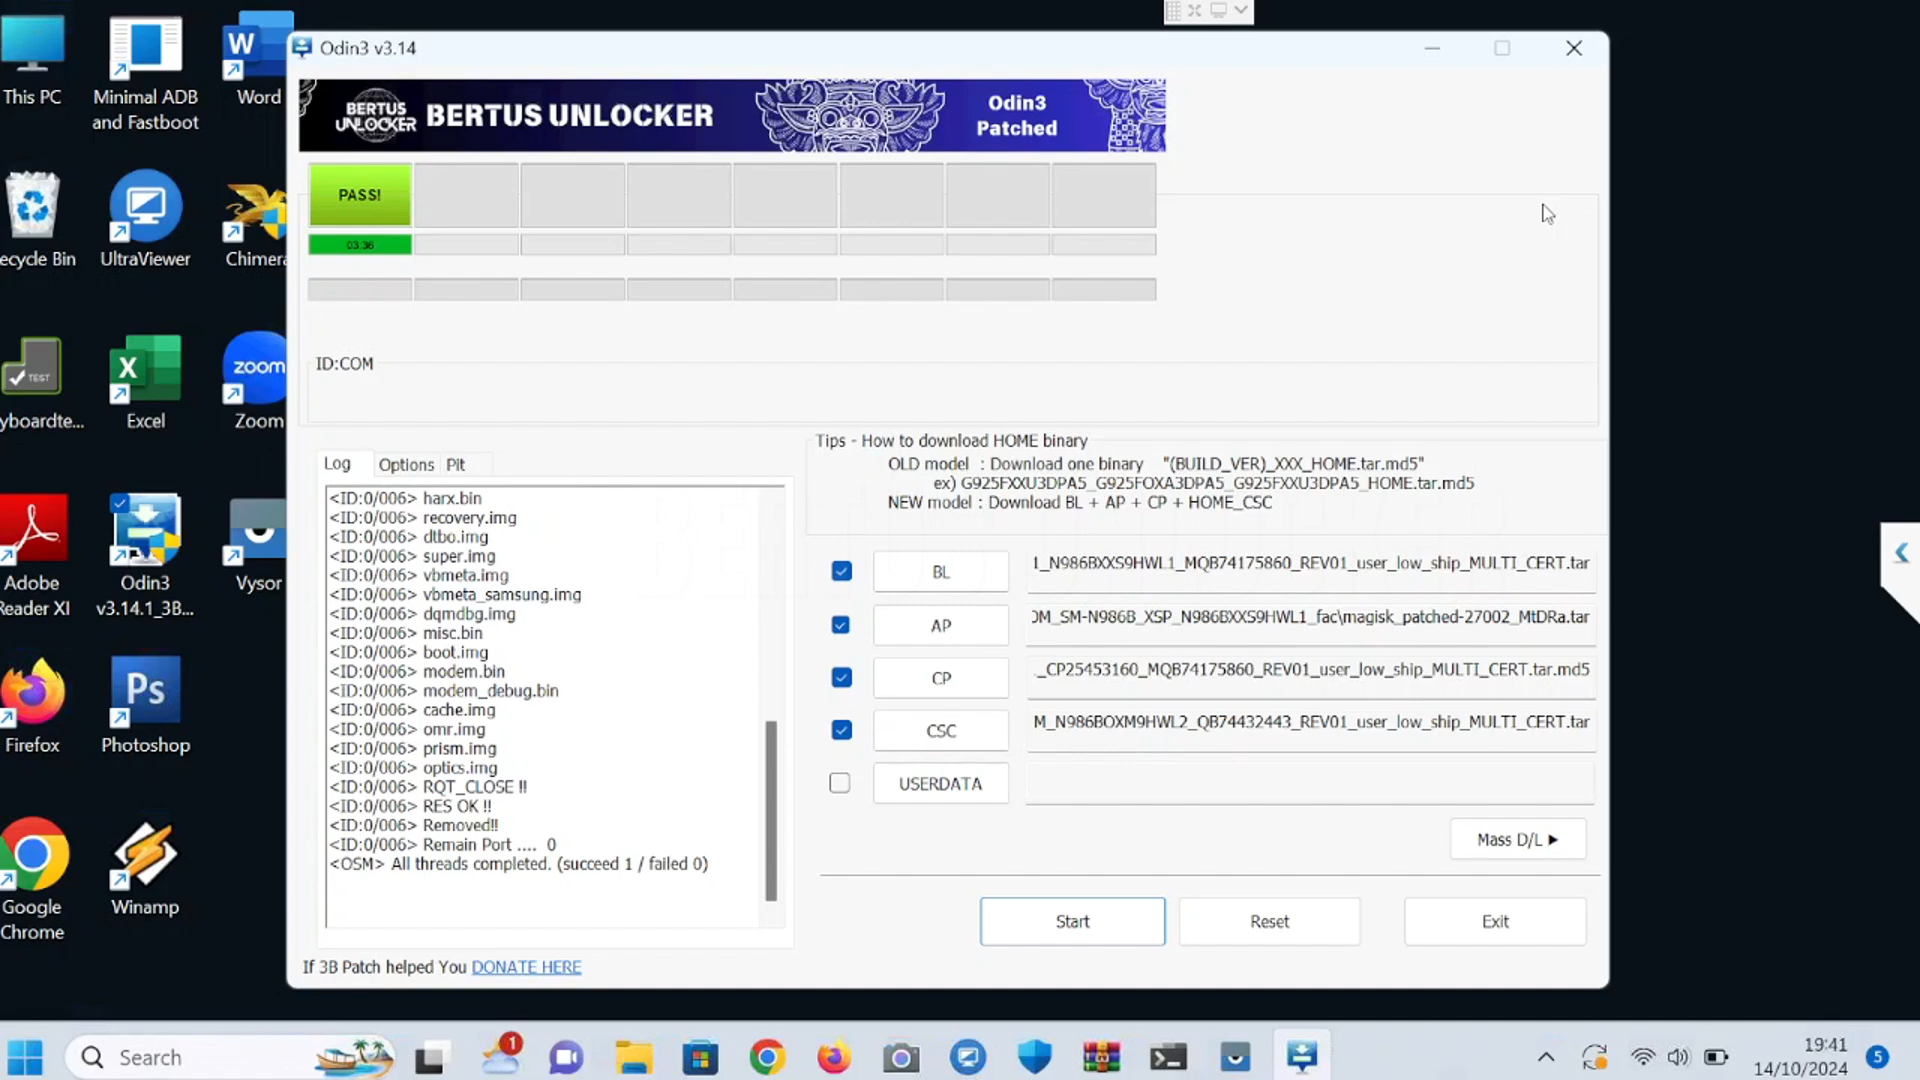 This PC
Minimal ADB
and Fastboot
W
Word
Odin3 v3.14
BERTUS
UNLOCKER
BERTUS UNLOCKER
Odin3
Patched
PASS!
03:36
ecycle Bin
UltraViewer
Chimera
ID:COM
TEST
yboardte...
X
Excel
zoom
Zoom
Log
Options
Pit
<ID:0/006> harx.bin
<ID:0/006> recovery.img
<ID:0/006> dtbo.img
<ID:0/006> super.img
<ID:0/006> vbmeta.img
<ID:0/006> vbmeta_samsung.img
<ID:0/006> dqmdbg.img
<ID:0/006> misc.bin
<ID:0/006> boot.img
<ID:0/006> modem.bin
<ID:0/006> modem_debug.bin
<ID:0/006> cache.img
<ID:0/006> omr.img
<ID:0/006> prism.img
<ID:0/006> optics.img
<ID:0/006> RQT_CLOSE !!
<ID:0/006> RES OK !!
<ID:0/006> Removed!!
<ID:0/006> Remain Port .... 0
<OSM> All threads completed. (succeed 1 / failed 0)
Tips - How to download HOME binary
OLD model : Download one binary "(BUILD_VER)_XXX_HOME.tar.md5"
ex) G925FXXU3DPA5_G925FOXA3DPA5_G925FXXU3DPA5_HOME.tar.md5
NEW model : Download BL + AP + CP + HOME_CSC
BL
1_N986BXXS9HWL1_MQB74175860_REV01_user_low_ship_MULTI_CERT.tar
AP
OM_SM-N986B_XSP_N986BXXS9HWL1_fac\magisk_patched-27002_MtDRa.tar
CP
_CP25453160_MQB74175860_REV01_user_low_ship_MULTI_CERT.tar.md5
CSC
M_N986BOXM9HWL2_QB74432443_REV01_user_low_ship_MULTI_CERT.tar
USERDATA
Mass D/L ▶
Start
Reset
Exit
If 3B Patch helped You DONATE HERE
Adobe
Reader XI
Odin3
v3.14.1_3B...
Vysor
Firefox
Ps
Photoshop
Google
Chrome
Winamp
Search
1
19:41
14/10/2024
5